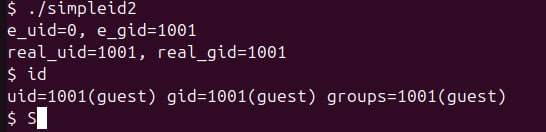 $ ./simpleid2
e_uid=0, e_gid=1001
real_uid=1001, real_gid=1001
$ id
uid=1001(guest) gid=1001(guest) groups=1001(guest)
$ S